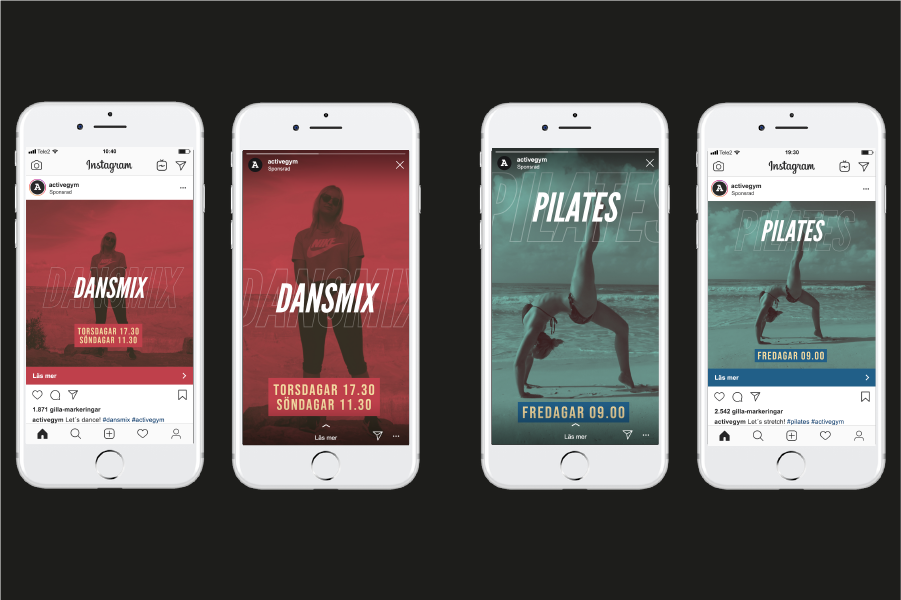 Tele2
10:40
Instagram
activegym
Sponsrad
DANSMIX
DANSMIX
TORSDAGAR 17.30
SÖNDAGAR 11.30
Läs mer
1.871 gilla-markeringar
activegym Let´s dance! #dansmix #activegym
activegym
Sponsrad
NIKE
DANSMIX
DANSMIX
TORSDAGAR 17.30
SÖNDAGAR 11.30
Läs mer
activegym
Sponsrad
PILATES
PILATES
FREDAGAR 09.00
Läs mer
Tele2
19:30
Instagram
A activegym
Sponsrad
PILATES
PILATES
FREDAGAR 09.00
Läs mer
2.542 gilla-markeringar
activegym Let´s stretch! #pilates #activegym